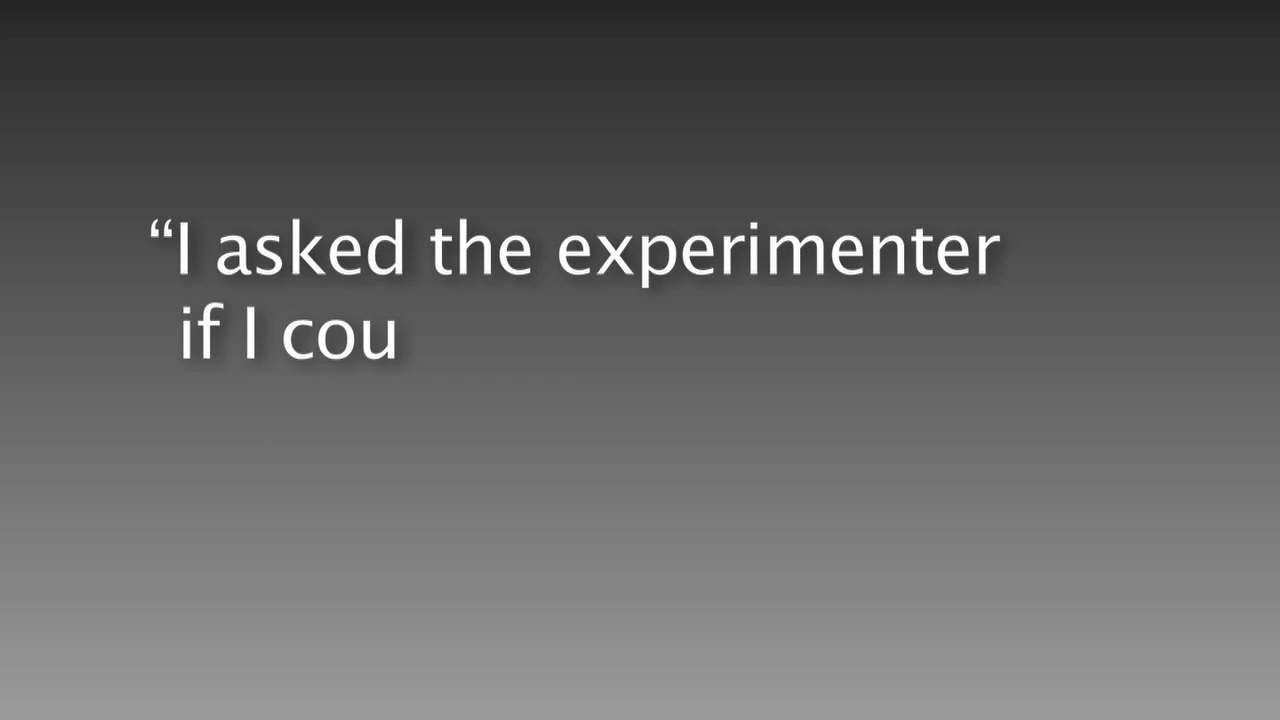 “I asked the experimenter
if I cou